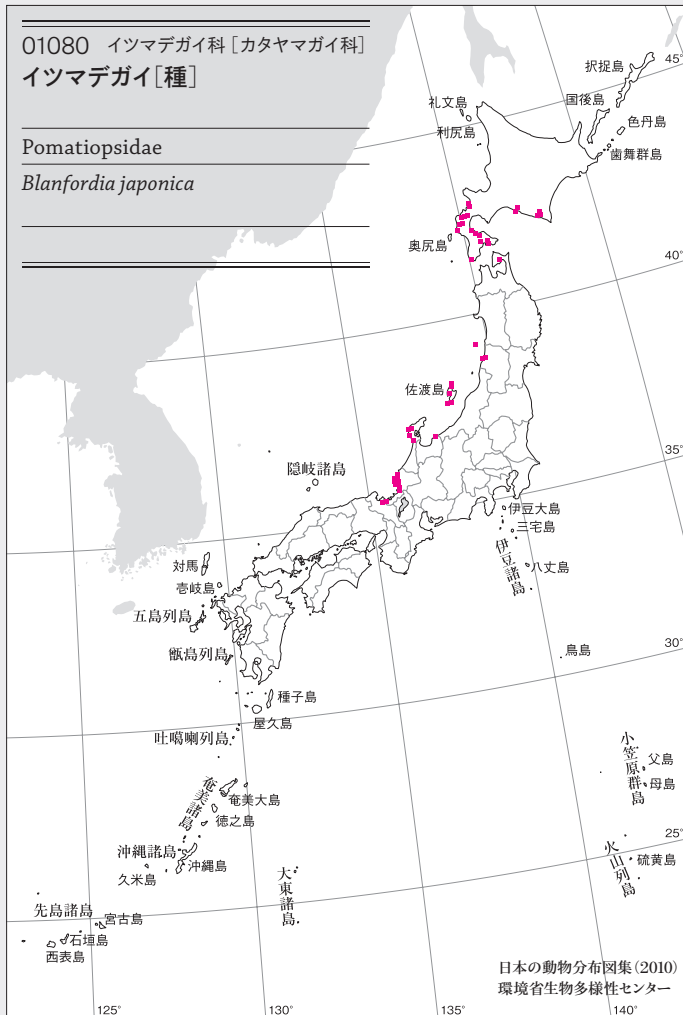 01080 イツマデガイ科 [カタヤマガイ科]
イツマデガイ[種]
Pomatiopsidae
Blanfordia japonica
択捉島
45°
国後島
礼文島
色丹島
利尻島
歯舞群島
奥尻島
40°
佐渡島
隠岐諸島
35°
伊豆大島
三宅島
伊豆諸島
八丈島
対馬
壱岐島
五島列島
甑島列島
鳥島
30°
種子島
屋久島
吐噶喇列島
小笠原群島
父島
母島
奄美諸島
奄美大島
徳之島
25°
沖縄諸島
沖縄島
久米島
火山列島
硫黄島
大東諸島
先島諸島
宮古島
石垣島
西表島
日本の動物分布図集(2010)
環境省生物多様性センター
125°
130°
135°
140°